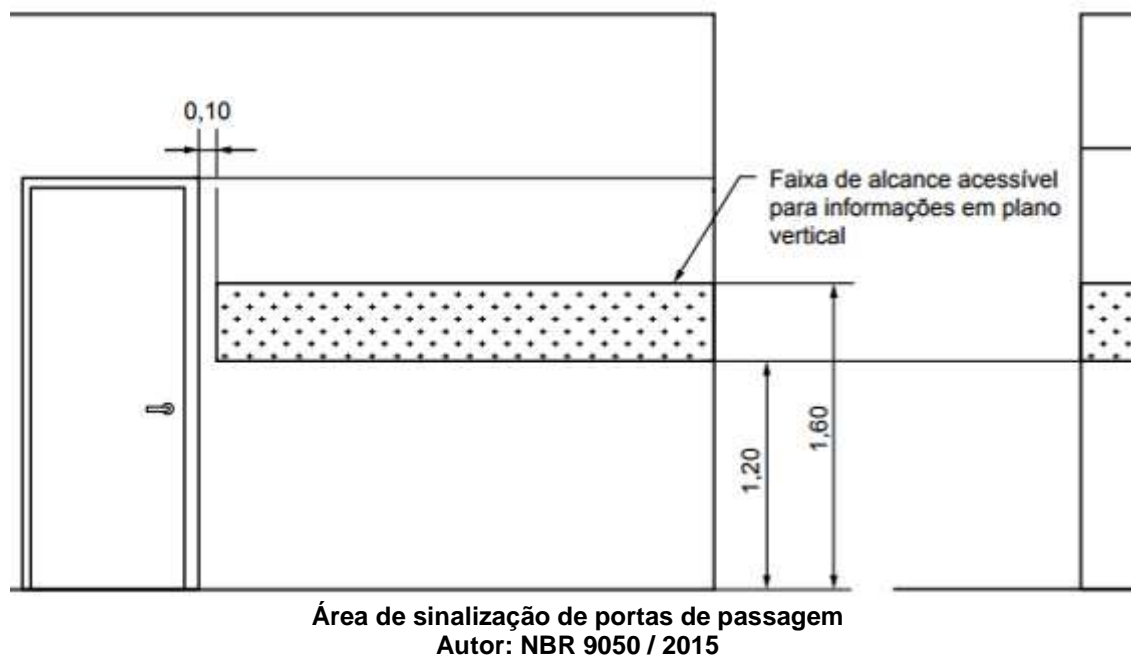 0,10
Faixa de alcance acessível
para informações em plano
vertical
1,20
1,60
Área de sinalização de portas de passagem
Autor: NBR 9050 / 2015